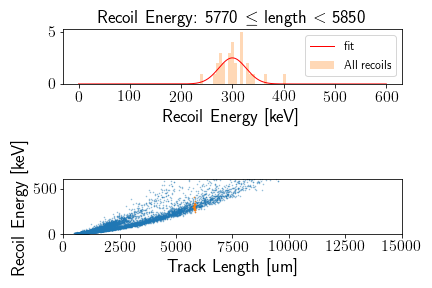 Recoil Energy: 5770 ≤ length < 5850
5
0
fit
All recoils
0 100 200 300 400 500 600
Recoil Energy [keV]
Recoil Energy [keV]
500
0
0 2500 5000 7500 10000 12500 15000
Track Length [um]